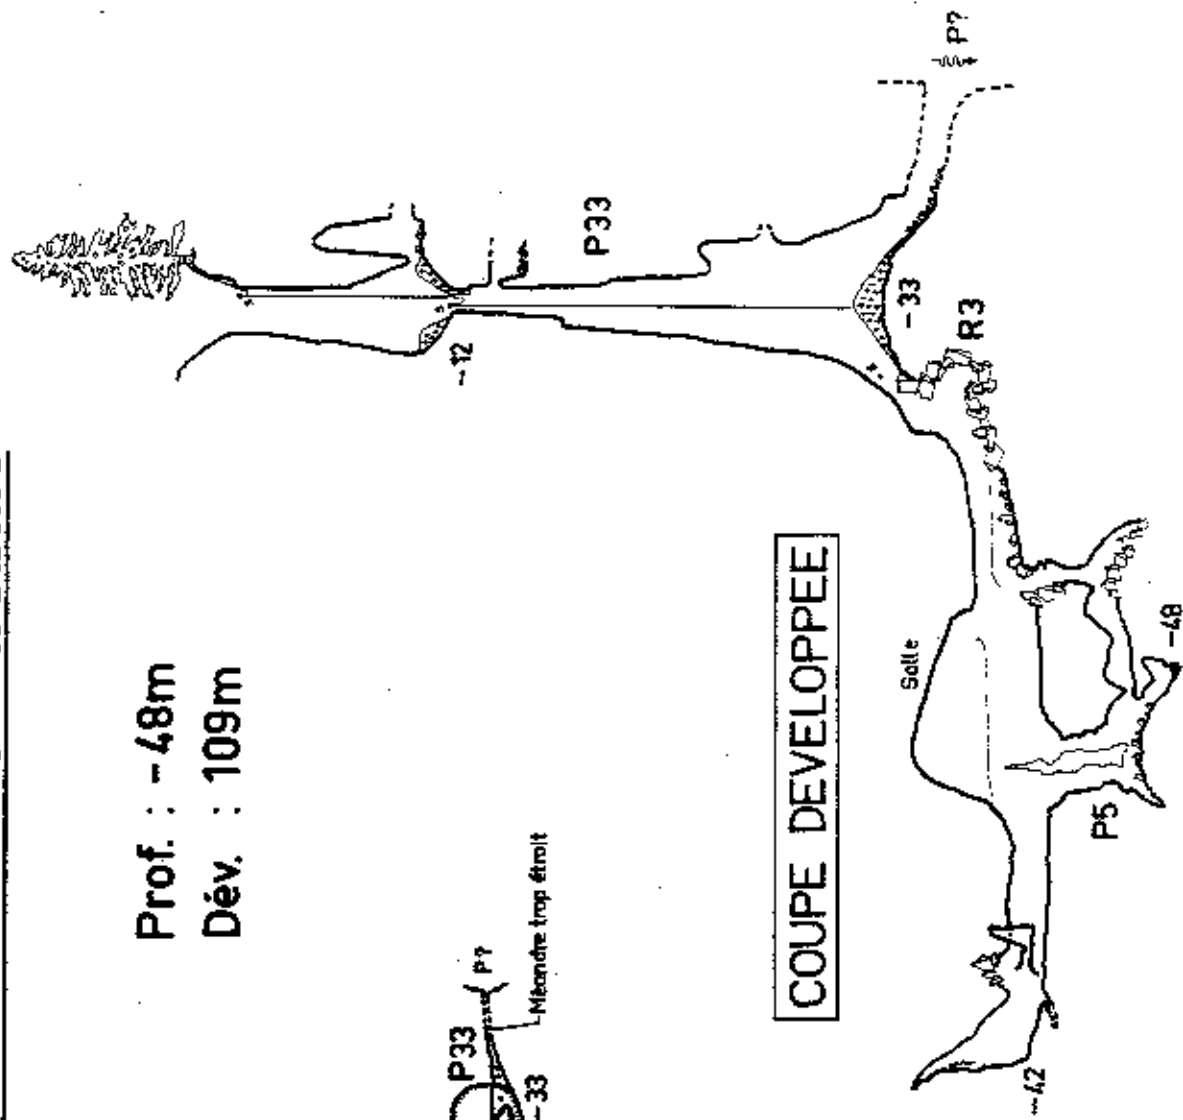 Prof. : -48m
Dév. : 109m
P33
P?
Méandre trop étroit
-33
COUPE DEVELOPPEE
P?
P33
-12
-33
R3
Salle
-48
P5
-42